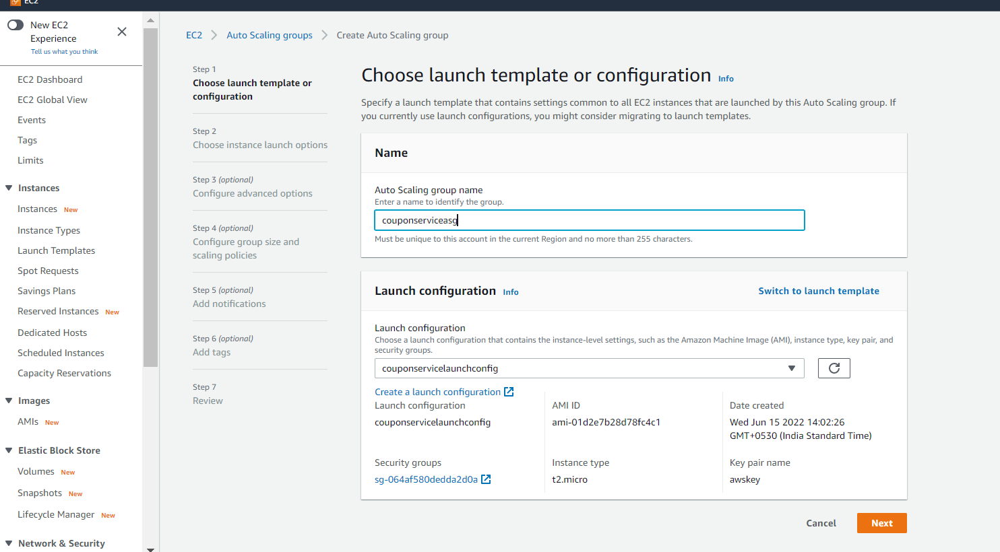 EC2
New EC2
Experience
Tell us what you think
EC2 Dashboard
EC2 Global View
Events
Tags
Limits
Instances
Instances New
Instance Types
Launch Templates
Spot Requests
Savings Plans
Reserved Instances New
Dedicated Hosts
Scheduled Instances
Capacity Reservations
Images
AMIs New
Elastic Block Store
Volumes New
Snapshots New
Lifecycle Manager New
Network & Security
EC2 > Auto Scaling groups > Create Auto Scaling group
Step 1
Choose launch template or
configuration
Step 2
Choose instance launch options
Step 3 (optional)
Configure advanced options
Step 4 (optional)
Configure group size and
scaling policies
Step 5 (optional)
Add notifications
Step 6 (optional)
Add tags
Step 7
Review
Choose launch template or configuration Info
Specify a launch template that contains settings common to all EC2 instances that are launched by this Auto Scaling group. If
you currently use launch configurations, you might consider migrating to launch templates.
Name
Auto Scaling group name
Enter a name to identify the group.
couponserviceasg
Must be unique to this account in the current Region and no more than 255 characters.
Launch configuration Info
Switch to launch template
Launch configuration
Choose a launch configuration that contains the instance-level settings, such as the Amazon Machine Image (AMI), instance type, key pair, and
security groups.
couponservicelaunchconfig
Create a launch configuration
Launch configuration
couponservicelaunchconfig
AMI ID
ami-01d2e7b28d78fc4c1
Date created
Wed Jun 15 2022 14:02:26
GMT+0530 (India Standard Time)
Security groups
sg-064af580dedda2d0a
Instance type
t2.micro
Key pair name
awskey
Cancel
Next